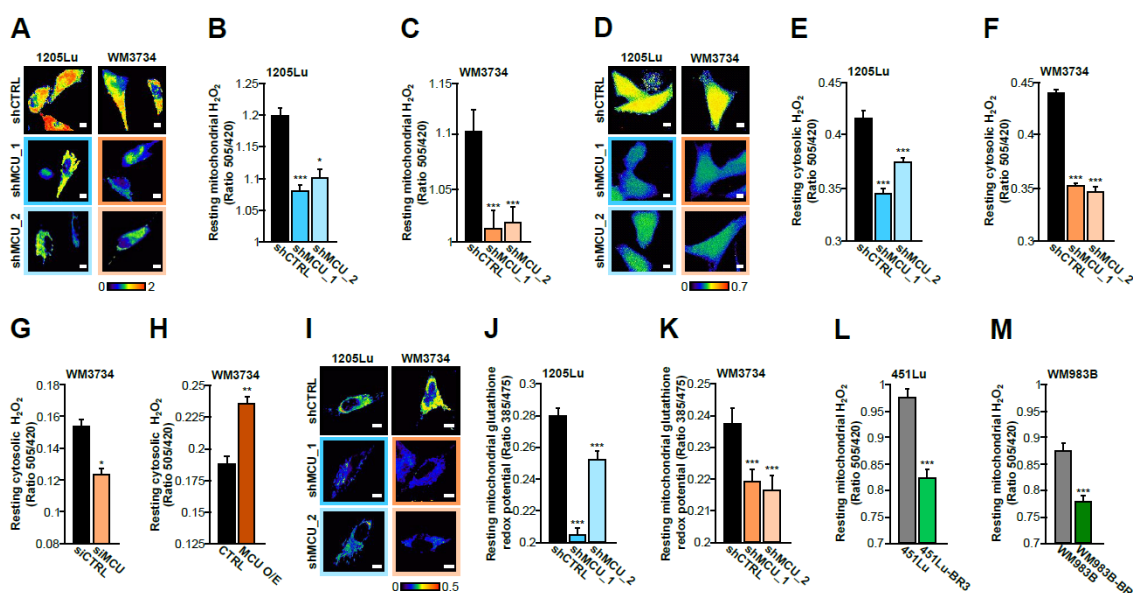 A
1205Lu WM3734
shCTRL
shMCU_1
shMCU_2
0 2
B
1205Lu
Resting mitochondrial H₂O₂
(Ratio 505/420)
1.25
1.2
1.15
1.1
1.05
1
***
*
shCTRL
shMCU_1
shMCU_2
C
WM3734
Resting mitochondrial H₂O₂
(Ratio 505/420)
1.15
1.1
1.05
1
***
***
shCTRL
shMCU_1
shMCU_2
D
1205Lu WM3734
shCTRL
shMCU_1
shMCU_2
0 0.7
E
1205Lu
Resting cytosolic H₂O₂
(Ratio 505/420)
0.45
0.4
0.35
0.3
***
***
shCTRL
shMCU_1
shMCU_2
F
WM3734
Resting cytosolic H₂O₂
(Ratio 505/420)
0.45
0.4
0.35
0.3
***
***
shCTRL
shMCU_1
shMCU_2
G
WM3734
Resting cytosolic H₂O₂
(Ratio 505/420)
0.18
0.16
0.14
0.12
0.10
0.08
*
siCTRL
siMCU
H
WM3734
Resting cytosolic H₂O₂
(Ratio 505/420)
0.25
0.225
0.2
0.175
0.15
0.125
**
CTRL
MCU O/E
I
1205Lu WM3734
shCTRL
shMCU_1
shMCU_2
0 0.5
J
1205Lu
Resting mitochondrial glutathione
redox potential (Ratio 385/475)
0.3
0.28
0.26
0.24
0.22
0.2
***
***
shCTRL
shMCU_1
shMCU_2
K
WM3734
Resting mitochondrial glutathione
redox potential (Ratio 385/475)
0.25
0.24
0.23
0.22
0.21
0.2
***
***
shCTRL
shMCU_1
shMCU_2
L
451Lu
Resting mitochondrial H₂O₂
(Ratio 505/420)
1
0.95
0.9
0.85
0.8
0.75
0.7
***
451Lu
451Lu-BR3
M
WM983B
Resting mitochondrial H₂O₂
(Ratio 505/420)
1
0.95
0.9
0.85
0.8
0.75
0.7
***
WM983B
WM983B-BR